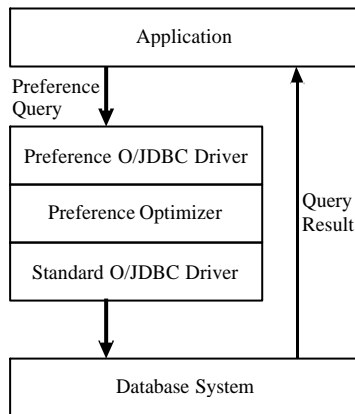 Application
Preference
Query
Preference O/JDBC Driver
Preference Optimizer
Standard O/JDBC Driver
Query
Result
Database System